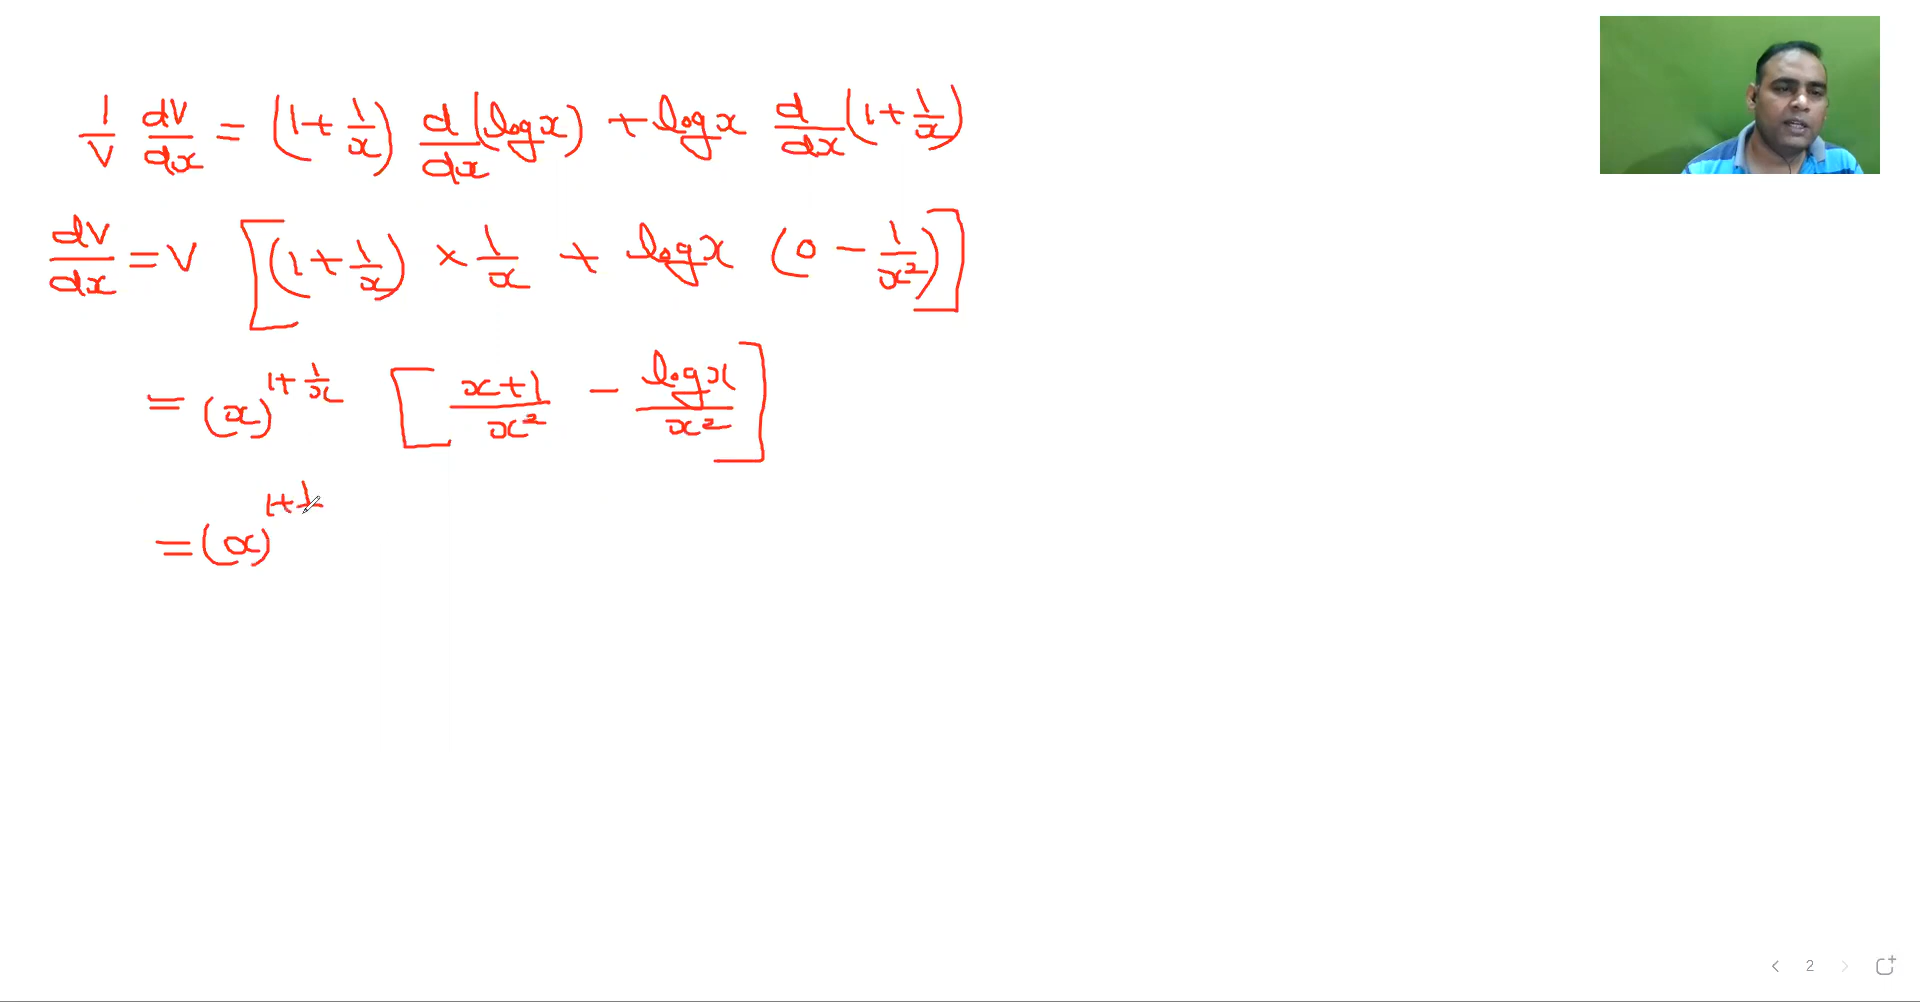 1/V dV/dx = (1 + 1/x) d/dx (log x) + log x d/dx (1 + 1/x)
dV/dx = V [(1 + 1/x) × 1/x + log x (0 - 1/x²)]
= (x)^(1 + 1/x) [(x+1)/x² - log x/x²]
= (x)^(1+1/
2